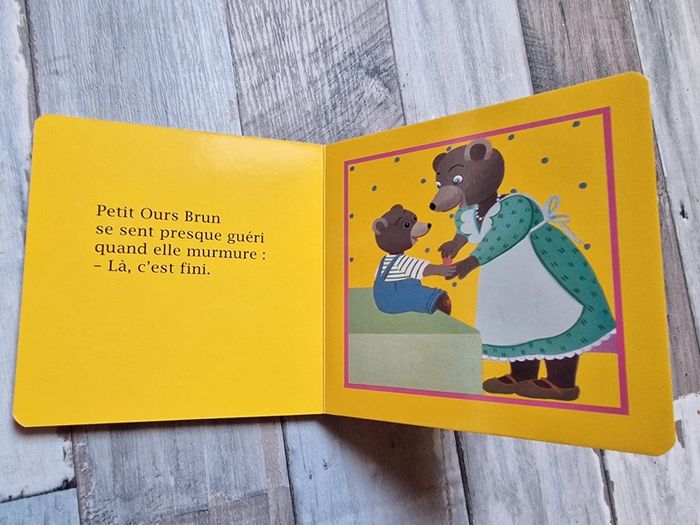 Petit Ours Brun
se sent presque guéri
quand elle murmure :
– Là, c'est fini.